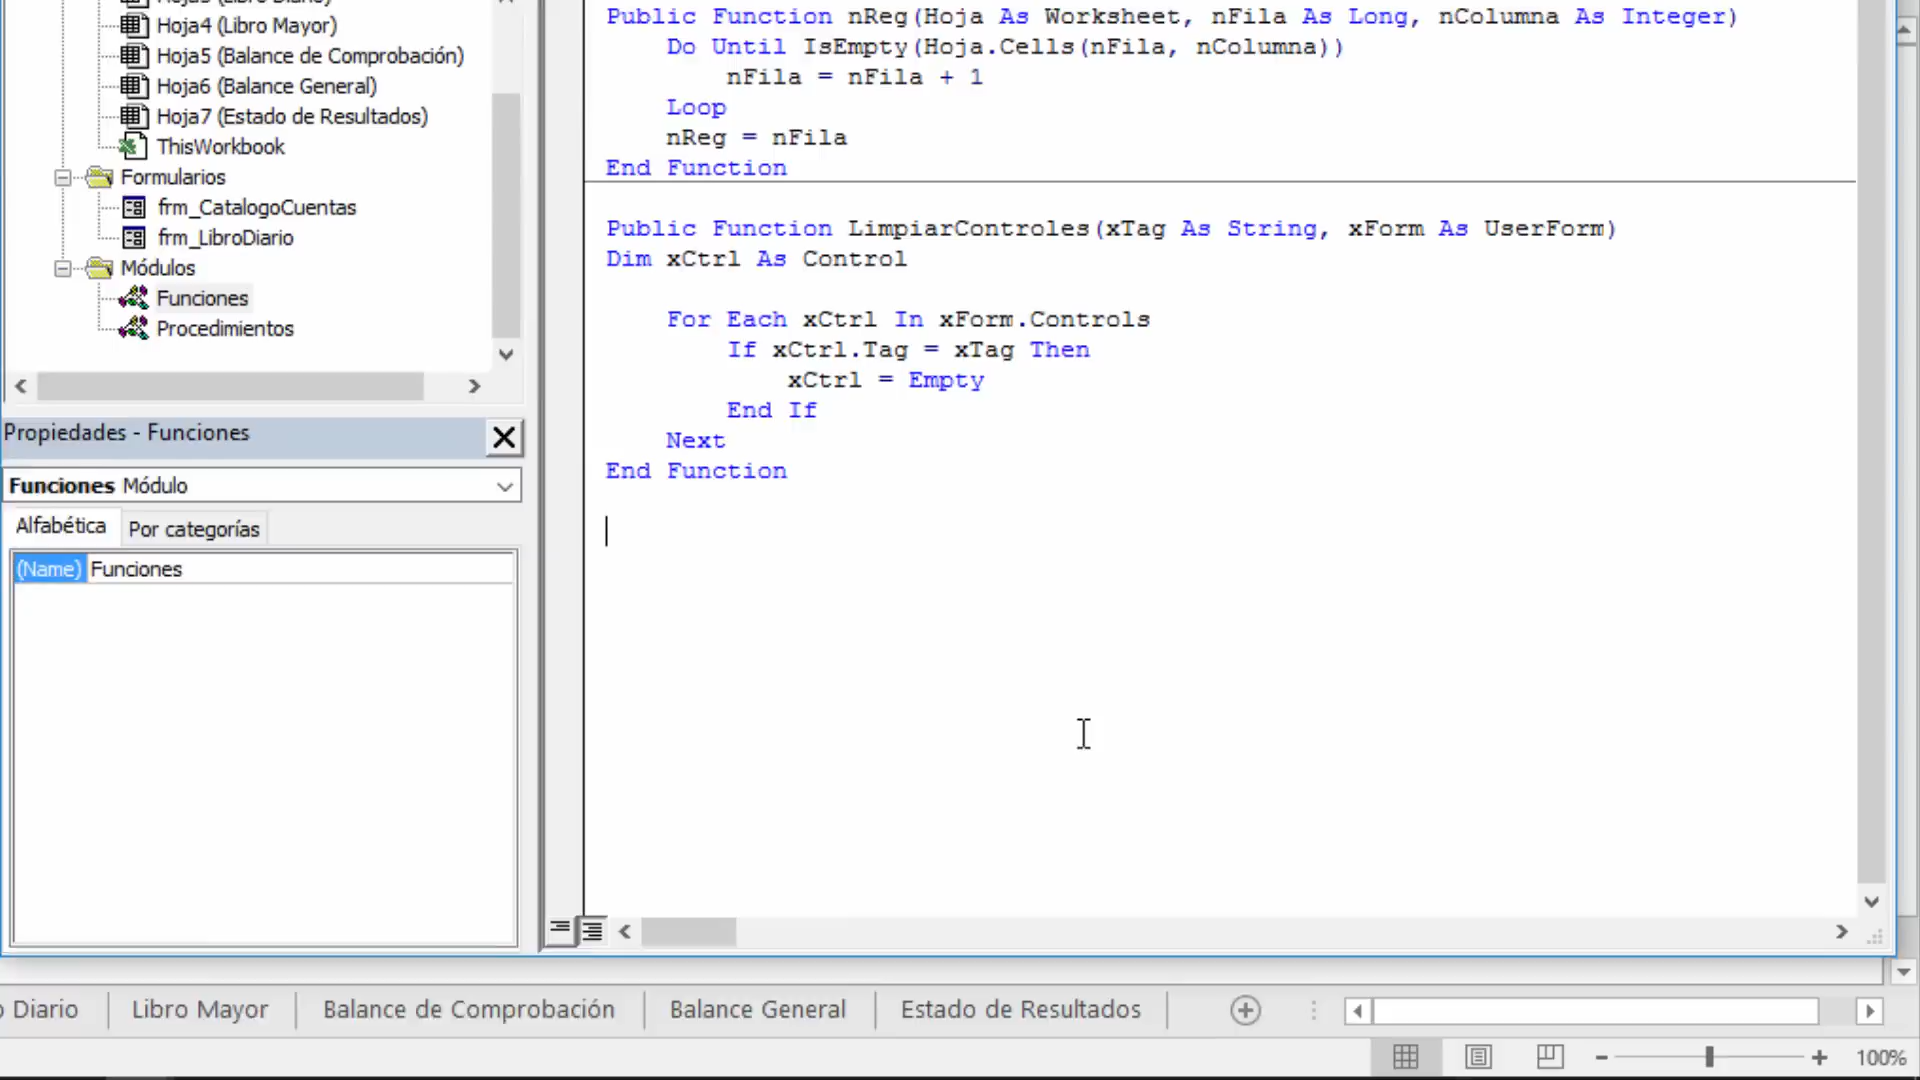 Hoja3 (Libro Diario)
Hoja4 (Libro Mayor)
Hoja5 (Balance de Comprobación)
Hoja6 (Balance General)
Hoja7 (Estado de Resultados)
ThisWorkbook
Formularios
frm_CatalogoCuentas
frm_LibroDiario
Módulos
Funciones
Procedimientos
Propiedades - Funciones
Funciones Módulo
Alfabética Por categorías
(Name) Funciones
Public Function nReg(Hoja As Worksheet, nFila As Long, nColumna As Integer)
Do Until IsEmpty(Hoja.Cells(nFila, nColumna))
nFila = nFila + 1
Loop
nReg = nFila
End Function
Public Function LimpiarControles(xTag As String, xForm As UserForm)
Dim xCtrl As Control
For Each xCtrl In xForm.Controls
If xCtrl.Tag = xTag Then
xCtrl = Empty
End If
Next
End Function
o Diario Libro Mayor Balance de Comprobación Balance General Estado de Resultados
100%